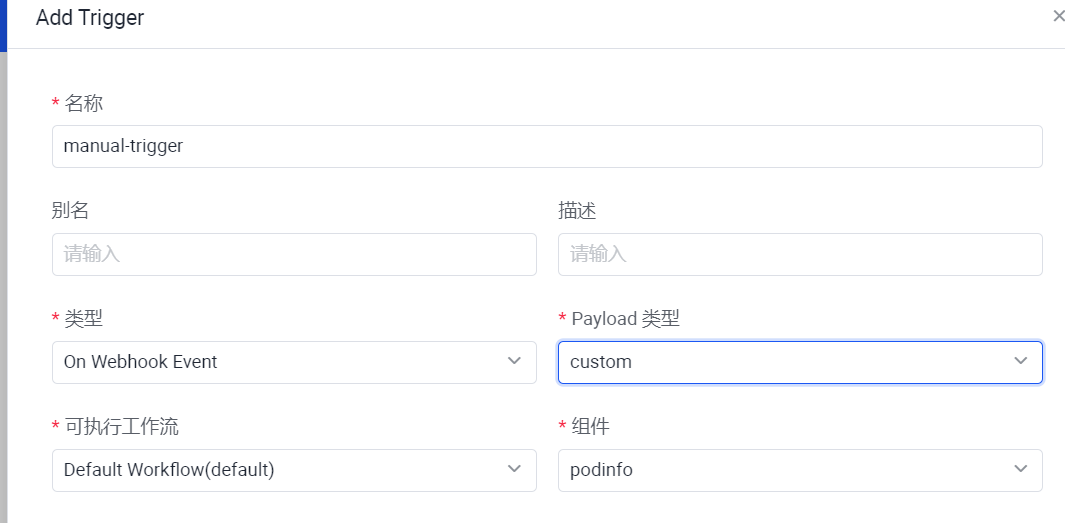 Add Trigger
* 名称
manual-trigger
别名 描述
请输入 请输入
* 类型 * Payload 类型
On Webhook Event custom
* 可执行工作流 * 组件
Default Workflow(default) podinfo